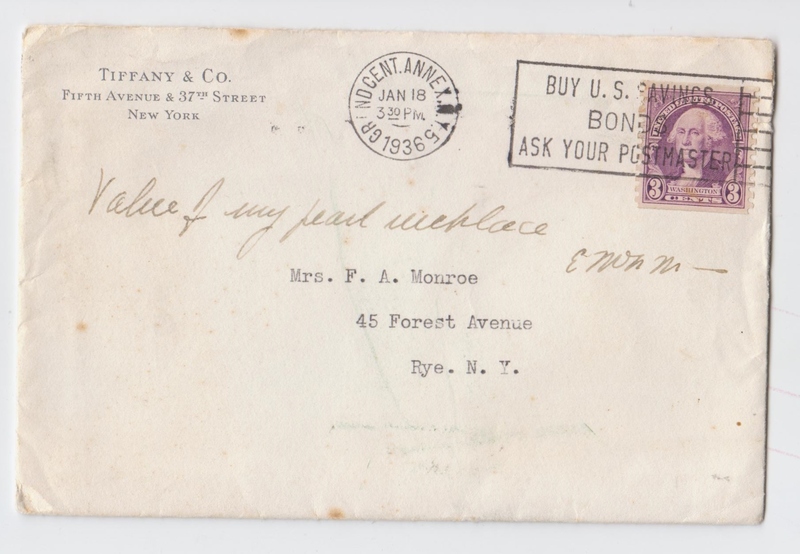 TIFFANY & CO.
FIFTH AVENUE & 37TH STREET
NEW YORK
GRAND CENT. ANNEX, N.Y.
JAN 18
3 30 PM
1936
BUY U.S. SAVINGS
BONDS
ASK YOUR POSTMASTER
UNITED STATES POSTAGE
WASHINGTON
3 CENTS 3
Value of my pearl necklace
Mrs. F. A. Monroe
45 Forest Avenue
Rye. N. Y.